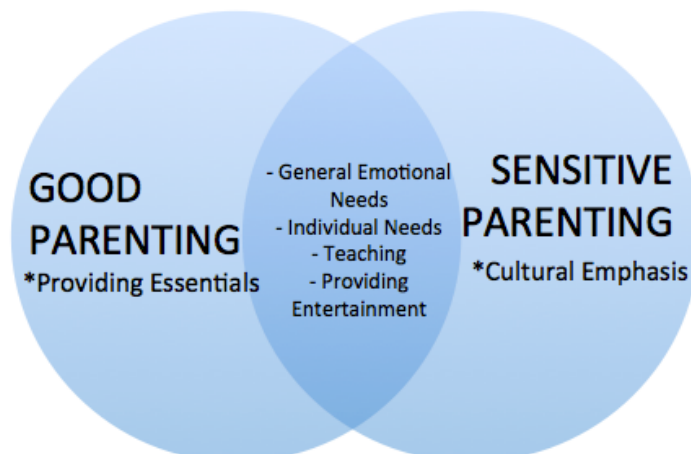 GOOD
PARENTING
*Providing Essentials
- General Emotional
Needs
- Individual Needs
- Teaching
- Providing
Entertainment
SENSITIVE
PARENTING
*Cultural Emphasis